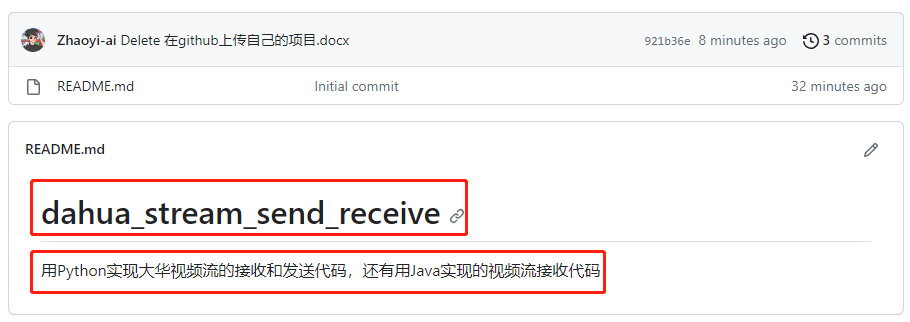 Zhaoyi-ai Delete 在github上传自己的项目.docx 921b36e 8 minutes ago 3 commits
README.md Initial commit 32 minutes ago
README.md
dahua_stream_send_receive
用Python实现大华视频流的接收和发送代码，还有用Java实现的视频流接收代码